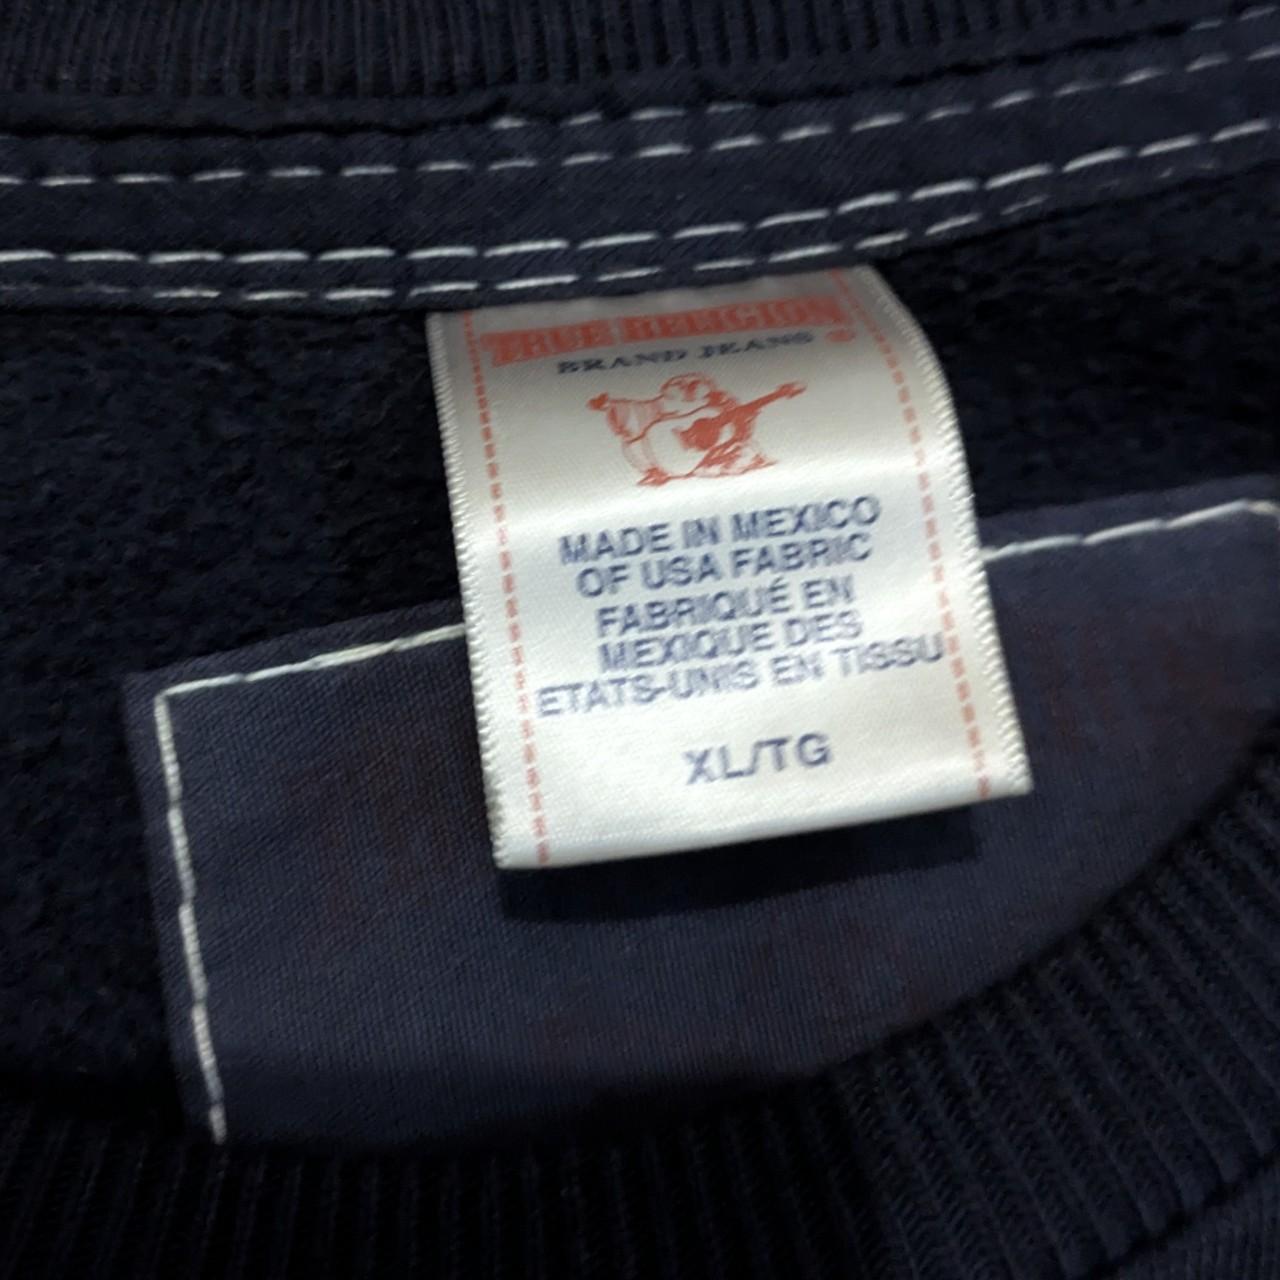 TRUE RELIGION
BRAND JEANS
MADE IN MEXICO
OF USA FABRIC
FABRIQUÉ EN
MEXIQUE DES
ETATS-UNIS EN TISSU
XL/TG